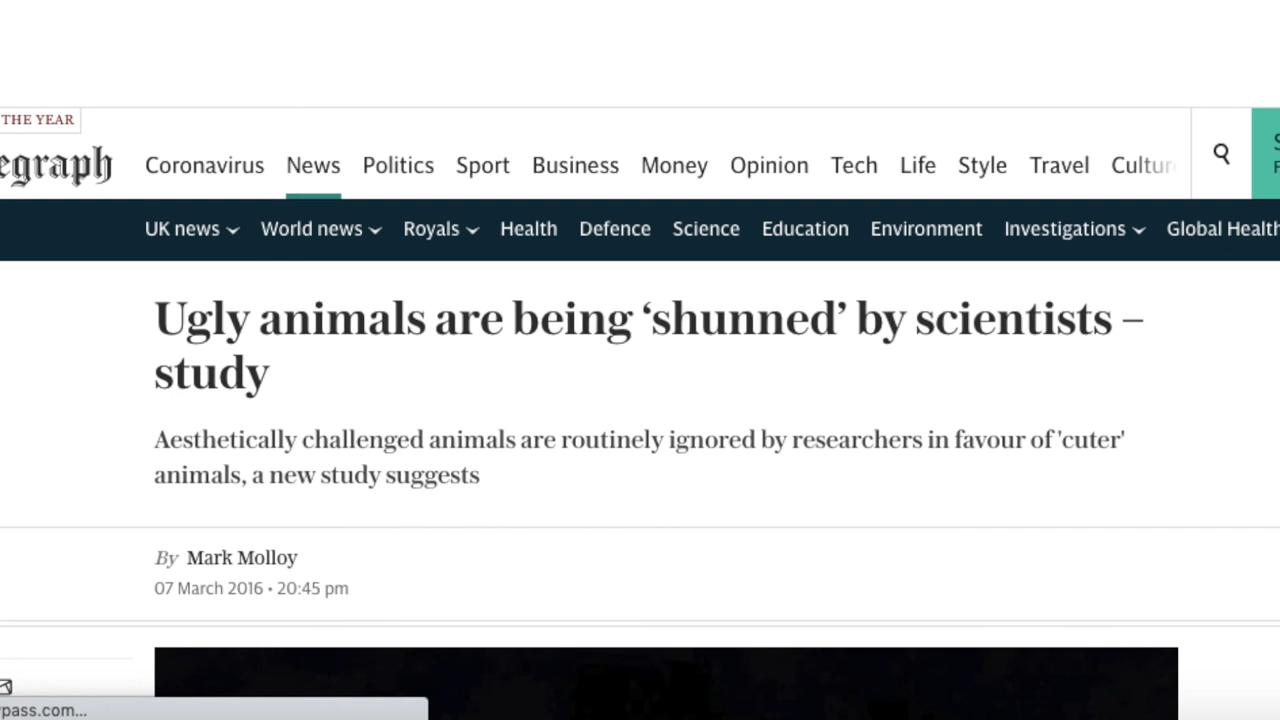 THE YEAR
egraph
Coronavirus News Politics Sport Business Money Opinion Tech Life Style Travel Culture
UK news World news Royals Health Defence Science Education Environment Investigations Global Health
Ugly animals are being ‘shunned’ by scientists –
study
Aesthetically challenged animals are routinely ignored by researchers in favour of 'cuter'
animals, a new study suggests
By Mark Molloy
07 March 2016 • 20:45 pm
pass.com...